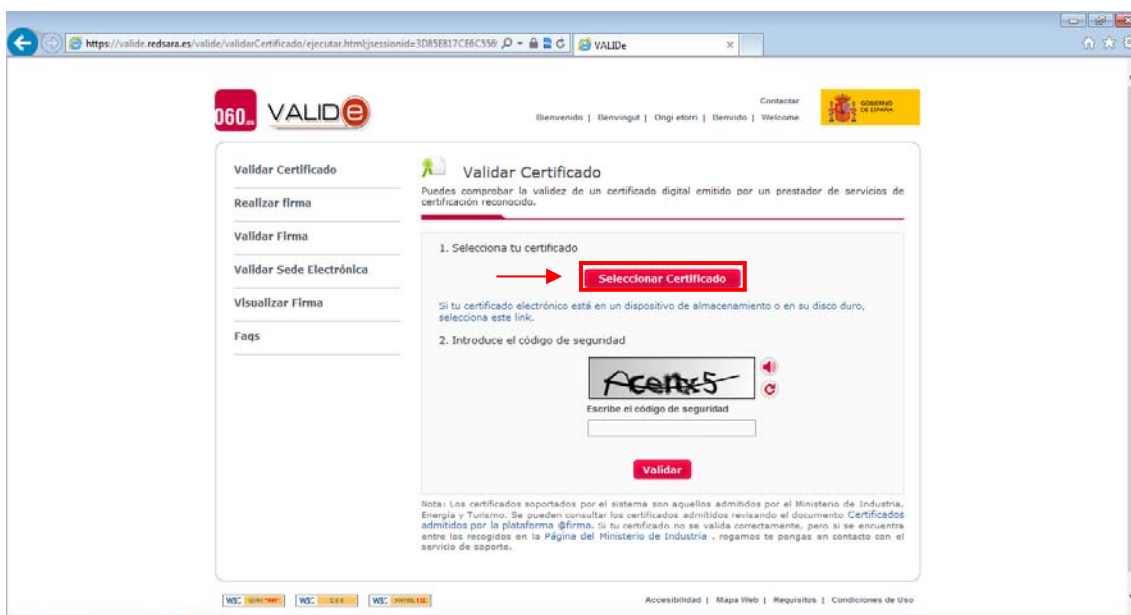 https://valide.redsara.es/valide/validarCertificado/ejecutar.html;jsessionid=
VALIDe
Contactar
060.es VALIDe
Bienvenido | Benvingut | Ongi etorri | Benvido | Welcome
GOBIERNO
DE ESPAÑA
Validar Certificado
Realizar firma
Validar Firma
Validar Sede Electrónica
Visualizar Firma
Faqs
Validar Certificado
Puedes comprobar la validez de un certificado digital emitido por un prestador de servicios de
certificación reconocido.
1. Selecciona tu certificado
Seleccionar Certificado
Si tu certificado electrónico está en un dispositivo de almacenamiento o en su disco duro,
selecciona este link.
2. Introduce el código de seguridad
Escribe el código de seguridad
Validar
Nota: Los certificados soportados por el sistema son aquellos admitidos por el Ministerio de Industria,
Energía y Turismo. Se pueden consultar los certificados admitidos revisando el documento Certificados
admitidos por la plataforma @firma. Si tu certificado no se valida correctamente, pero si se encuentra
entre los recogidos en la Página del Ministerio de Industria , rogamos te pongas en contacto con el
servicio de soporte.
W3C W3C CSS W3C
Accesibilidad | Mapa Web | Requisitos | Condiciones de Uso